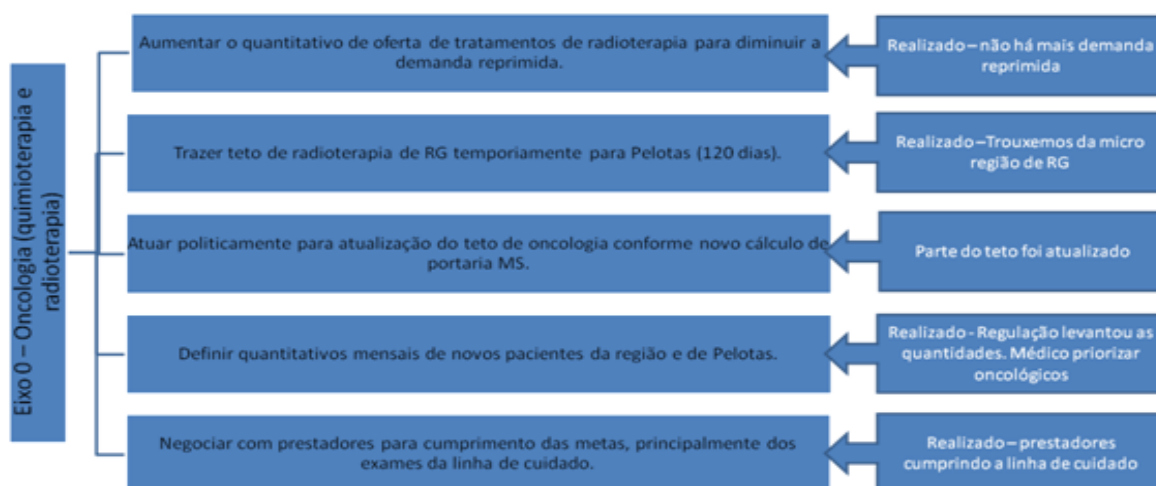 Eixo 0 – Oncologia (quimioterapia e
radioterapia)
Aumentar o quantitativo de oferta de tratamentos de radioterapia para diminuir a
demanda reprimida.
Realizado – não há mais demanda
reprimida
Trazer teto de radioterapia de RG temporiamente para Pelotas (120 dias).
Realizado –Trouxemos da micro
região de RG
Atuar politicamente para atualização do teto de oncologia conforme novo cálculo de
portaria MS.
Parte do teto foi atualizado
Definir quantitativos mensais de novos pacientes da região e de Pelotas.
Realizado - Regulação levantou as
quantidades. Médico priorizar
oncológicos
Negociar com prestadores para cumprimento das metas, principalmente dos
exames da linha de cuidado.
Realizado – prestadores
cumprindo a linha de cuidado